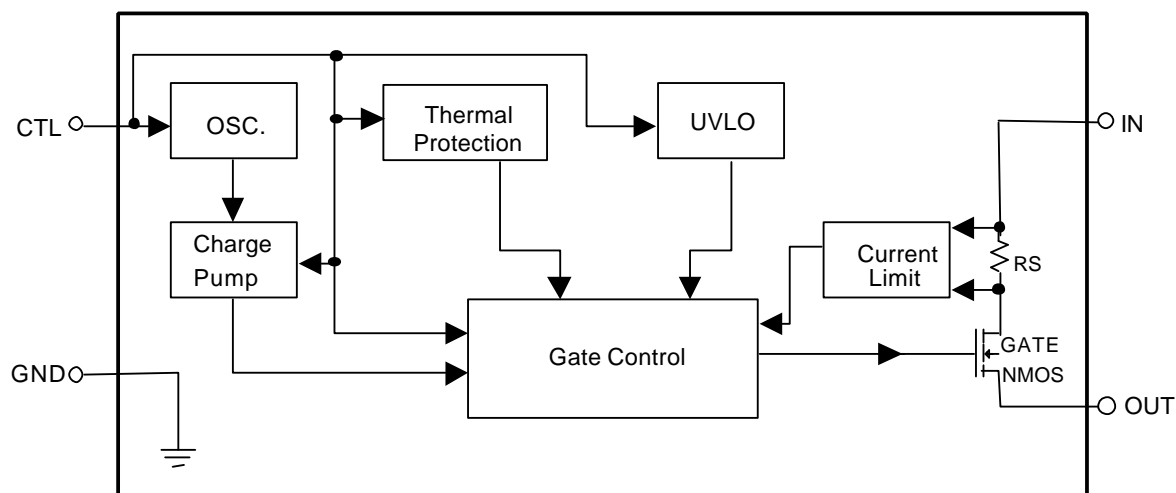 CTL
OSC.
Thermal
Protection
UVLO
IN
Charge
Pump
Current
Limit
RS
Gate Control
GATE
NMOS
GND
OUT